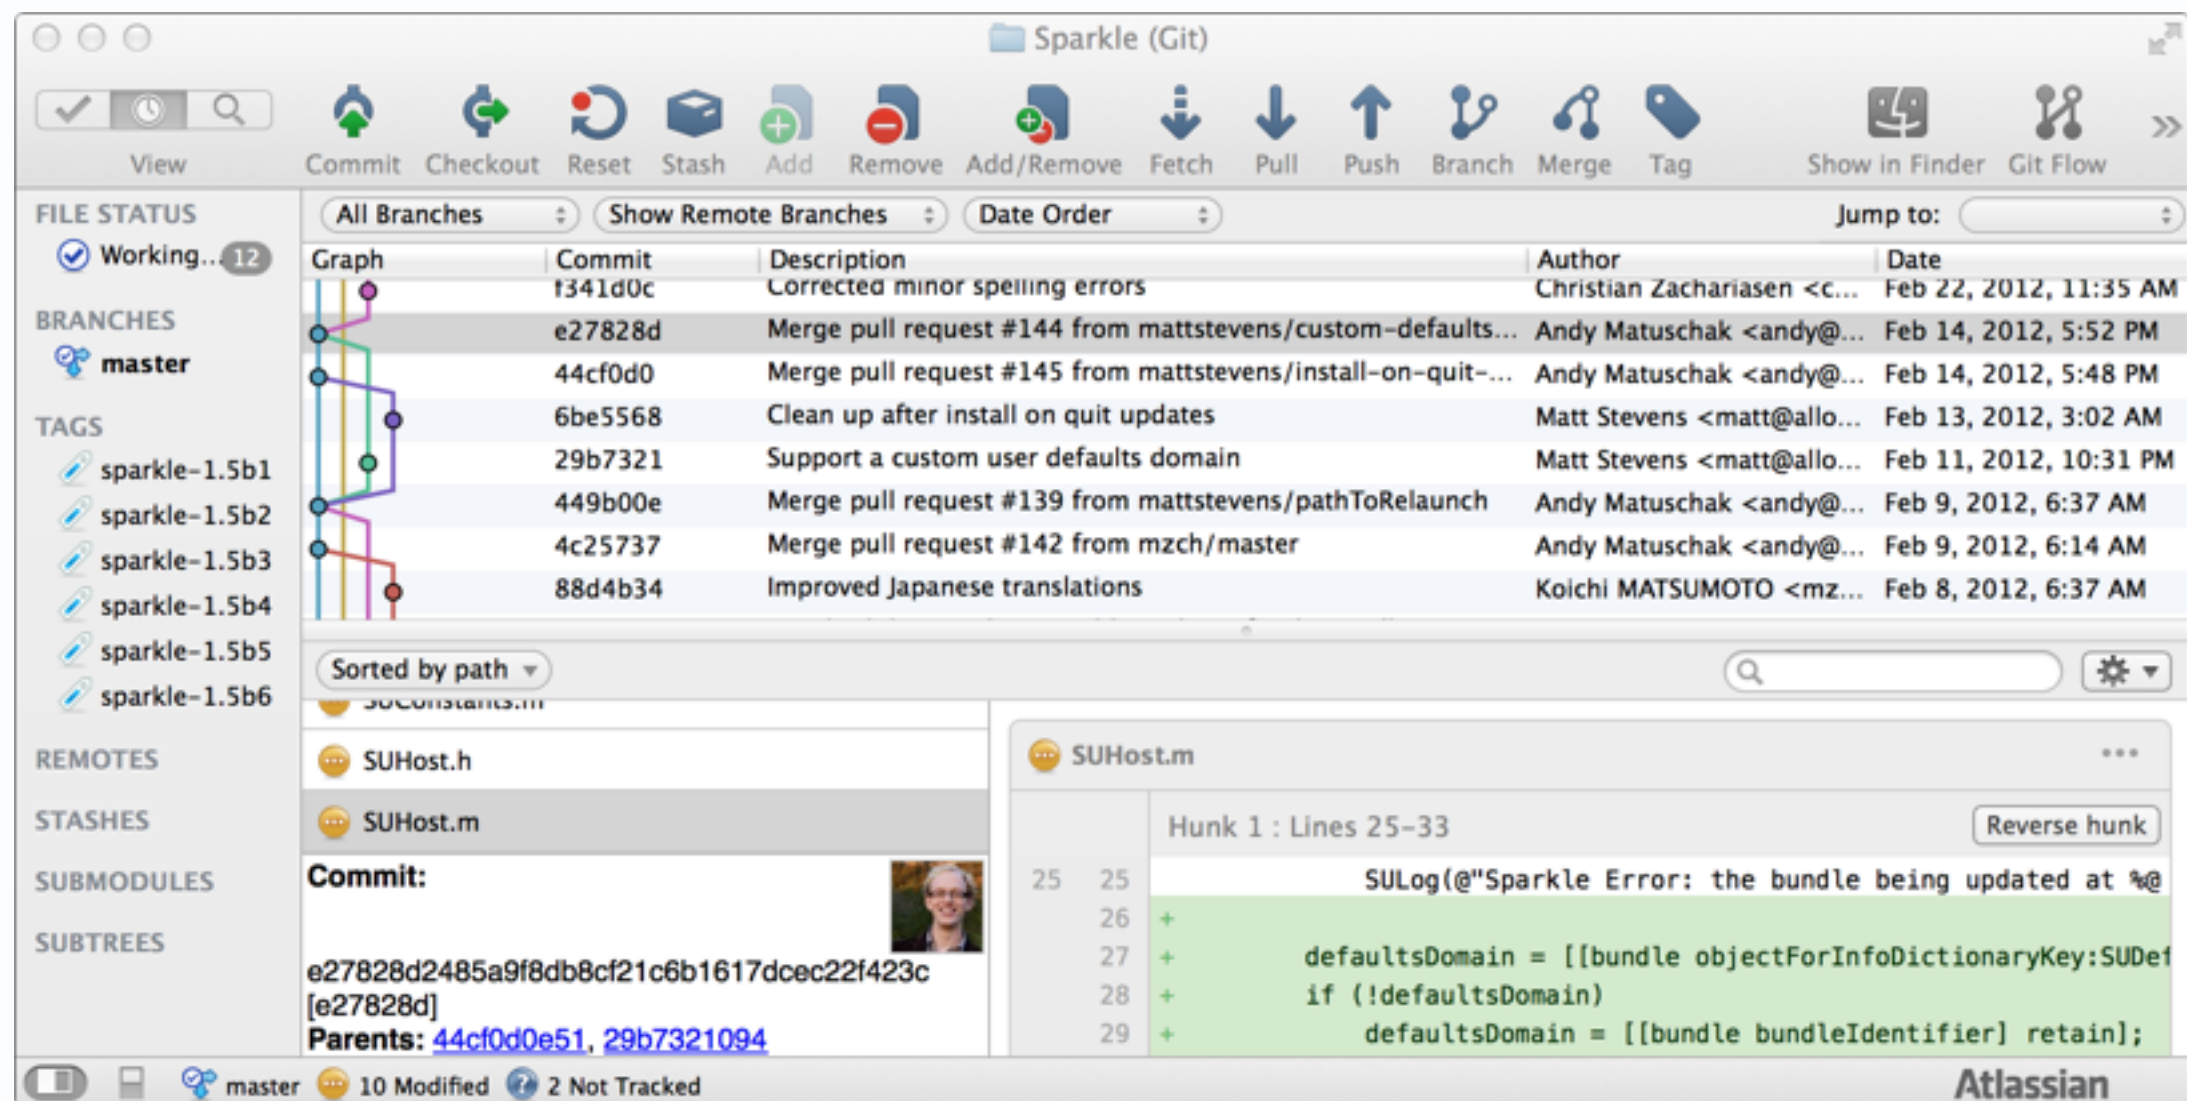 Sparkle (Git)
View
Commit
Checkout
Reset
Stash
Add
Remove
Add/Remove
Fetch
Pull
Push
Branch
Merge
Tag
Show in Finder
Git Flow
FILE STATUS
Working... 12
BRANCHES
master
TAGS
sparkle-1.5b1
sparkle-1.5b2
sparkle-1.5b3
sparkle-1.5b4
sparkle-1.5b5
sparkle-1.5b6
REMOTES
STASHES
SUBMODULES
SUBTREES
All Branches Show Remote Branches Date Order Jump to:
Graph Commit Description Author Date
f341d0c Corrected minor spelling errors Christian Zachariasen <c... Feb 22, 2012, 11:35 AM
e27828d Merge pull request #144 from mattstevens/custom-defaults... Andy Matuschak <andy@... Feb 14, 2012, 5:52 PM
44cf0d0 Merge pull request #145 from mattstevens/install-on-quit-... Andy Matuschak <andy@... Feb 14, 2012, 5:48 PM
6be5568 Clean up after install on quit updates Matt Stevens <matt@allo... Feb 13, 2012, 3:02 AM
29b7321 Support a custom user defaults domain Matt Stevens <matt@allo... Feb 11, 2012, 10:31 PM
449b00e Merge pull request #139 from mattstevens/pathToRelaunch Andy Matuschak <andy@... Feb 9, 2012, 6:37 AM
4c25737 Merge pull request #142 from mzch/master Andy Matuschak <andy@... Feb 9, 2012, 6:14 AM
88d4b34 Improved Japanese translations Koichi MATSUMOTO <mz... Feb 8, 2012, 6:37 AM
Sorted by path
SUConstants.m
SUHost.h
SUHost.m
Commit:
e27828d2485a9f8db8cf21c6b1617dcec22f423c
[e27828d]
Parents: 44cf0d0e51, 29b7321094
SUHost.m
Hunk 1 : Lines 25-33 Reverse hunk
25 25 SULog(@"Sparkle Error: the bundle being updated at %@
26 +
27 + defaultsDomain = [[bundle objectForInfoDictionaryKey:SUDef
28 + if (!defaultsDomain)
29 + defaultsDomain = [[bundle bundleIdentifier] retain];
master 10 Modified 2 Not Tracked
Atlassian